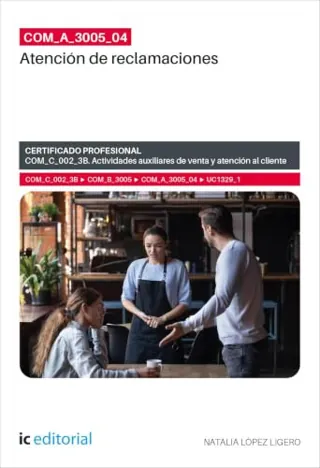 COM_A_3005_04
Atención de reclamaciones
CERTIFICADO PROFESIONAL
COM_C_002_3B. Actividades auxiliares de venta y atención al cliente
COM_C_002_3B ▶ COM_B_3005 ▶ COM_A_3005_04 ▶ UC1329_1
ic editorial
NATALIA LÓPEZ LIGERO